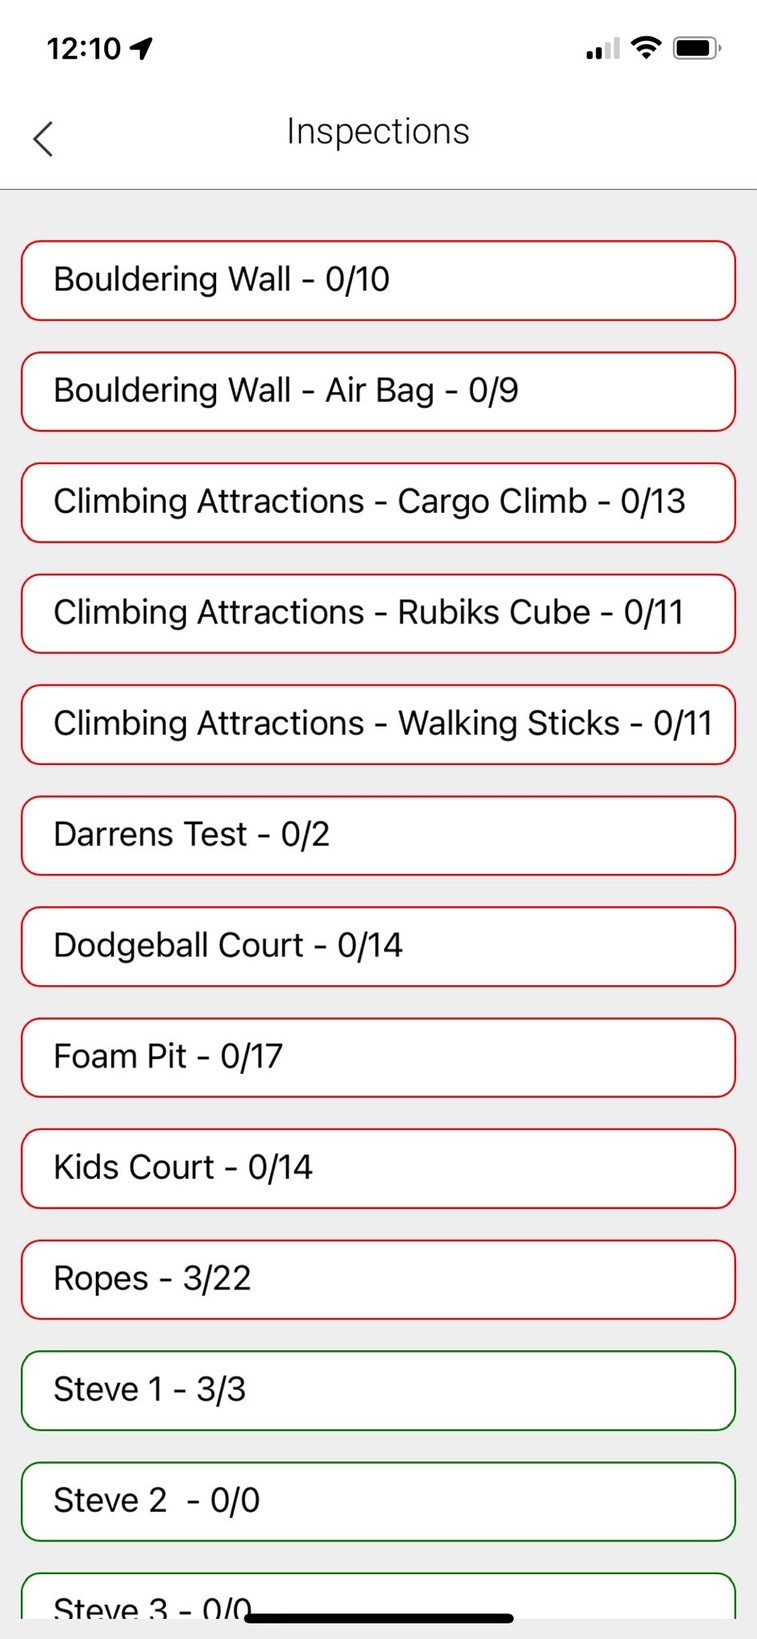 12:10
Inspections
Bouldering Wall - 0/10
Bouldering Wall - Air Bag - 0/9
Climbing Attractions - Cargo Climb - 0/13
Climbing Attractions - Rubiks Cube - 0/11
Climbing Attractions - Walking Sticks - 0/11
Darrens Test - 0/2
Dodgeball Court - 0/14
Foam Pit - 0/17
Kids Court - 0/14
Ropes - 3/22
Steve 1 - 3/3
Steve 2  - 0/0
Steve 3 - 0/0